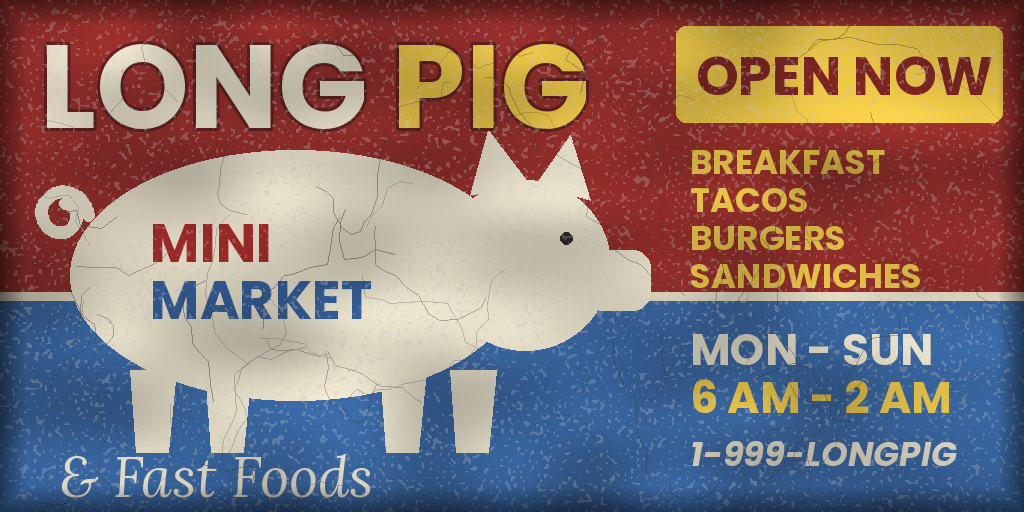 LONG PIG
MINI
MARKET
& Fast Foods
OPEN NOW
BREAKFAST
TACOS
BURGERS
SANDWICHES
MON - SUN
6 AM - 2 AM
1-999-LONGPIG